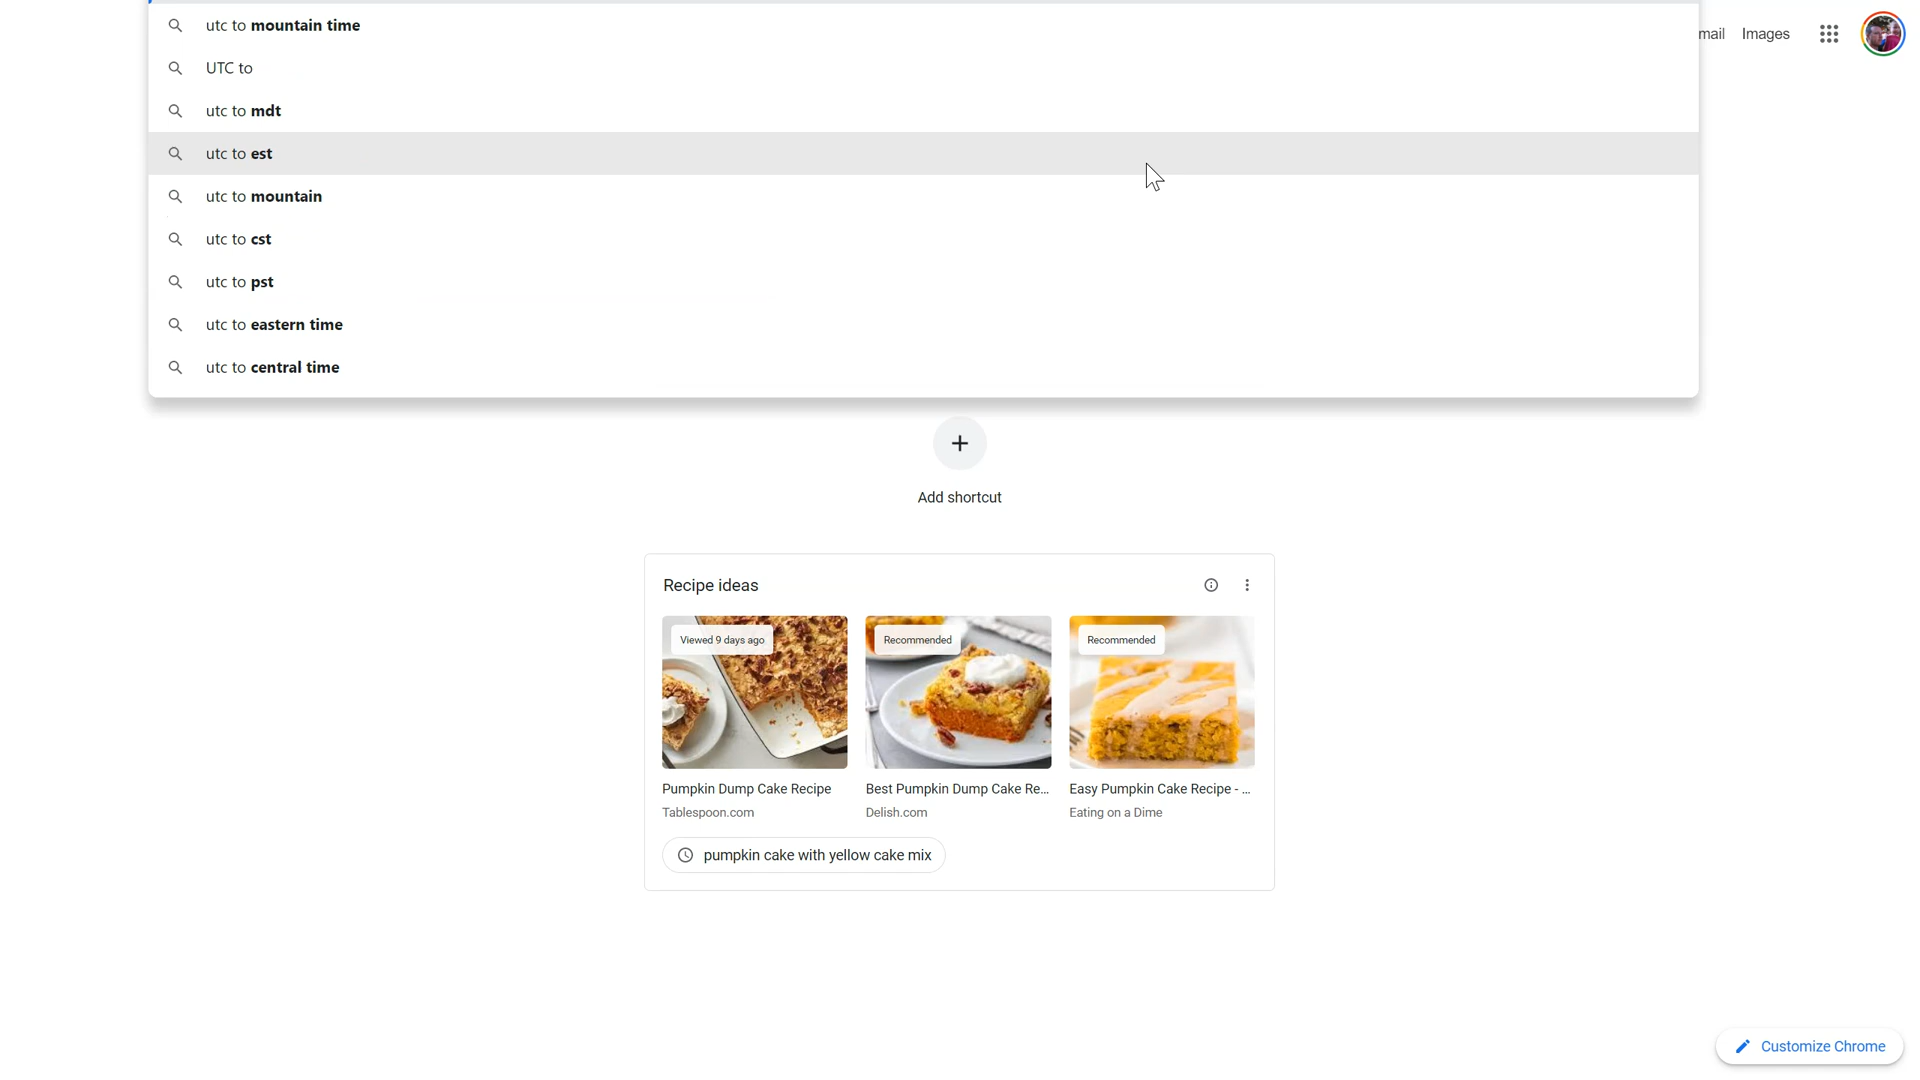 utc to mountain time
mail Images
UTC to
utc to mdt
utc to est
utc to mountain
utc to cst
utc to pst
utc to eastern time
utc to central time
Add shortcut
Recipe ideas
Viewed 9 days ago
Recommended
Recommended
Pumpkin Dump Cake Recipe
Tablespoon.com
Best Pumpkin Dump Cake Re...
Delish.com
Easy Pumpkin Cake Recipe - ...
Eating on a Dime
pumpkin cake with yellow cake mix
Customize Chrome